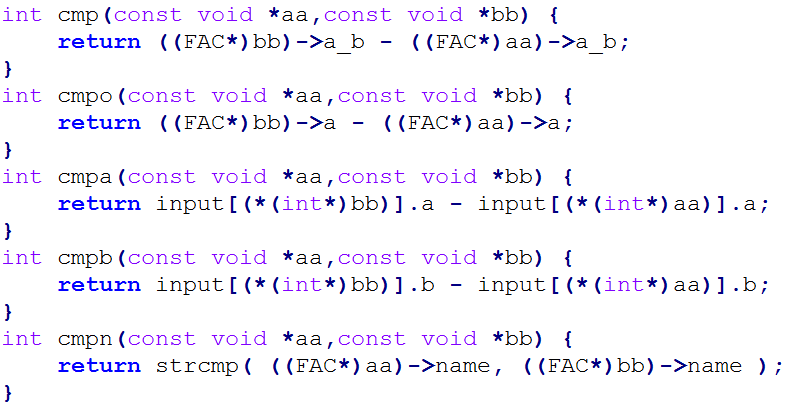 int cmp(const void *aa,const void *bb) {
    return ((FAC*)bb)->a_b - ((FAC*)aa)->a_b;
}
int cmpo(const void *aa,const void *bb) {
    return ((FAC*)bb)->a - ((FAC*)aa)->a;
}
int cmpa(const void *aa,const void *bb) {
    return input[(*(int*)bb)].a - input[(*(int*)aa)].a;
}
int cmpb(const void *aa,const void *bb) {
    return input[(*(int*)bb)].b - input[(*(int*)aa)].b;
}
int cmpn(const void *aa,const void *bb) {
    return strcmp( ((FAC*)aa)->name, ((FAC*)bb)->name );
}